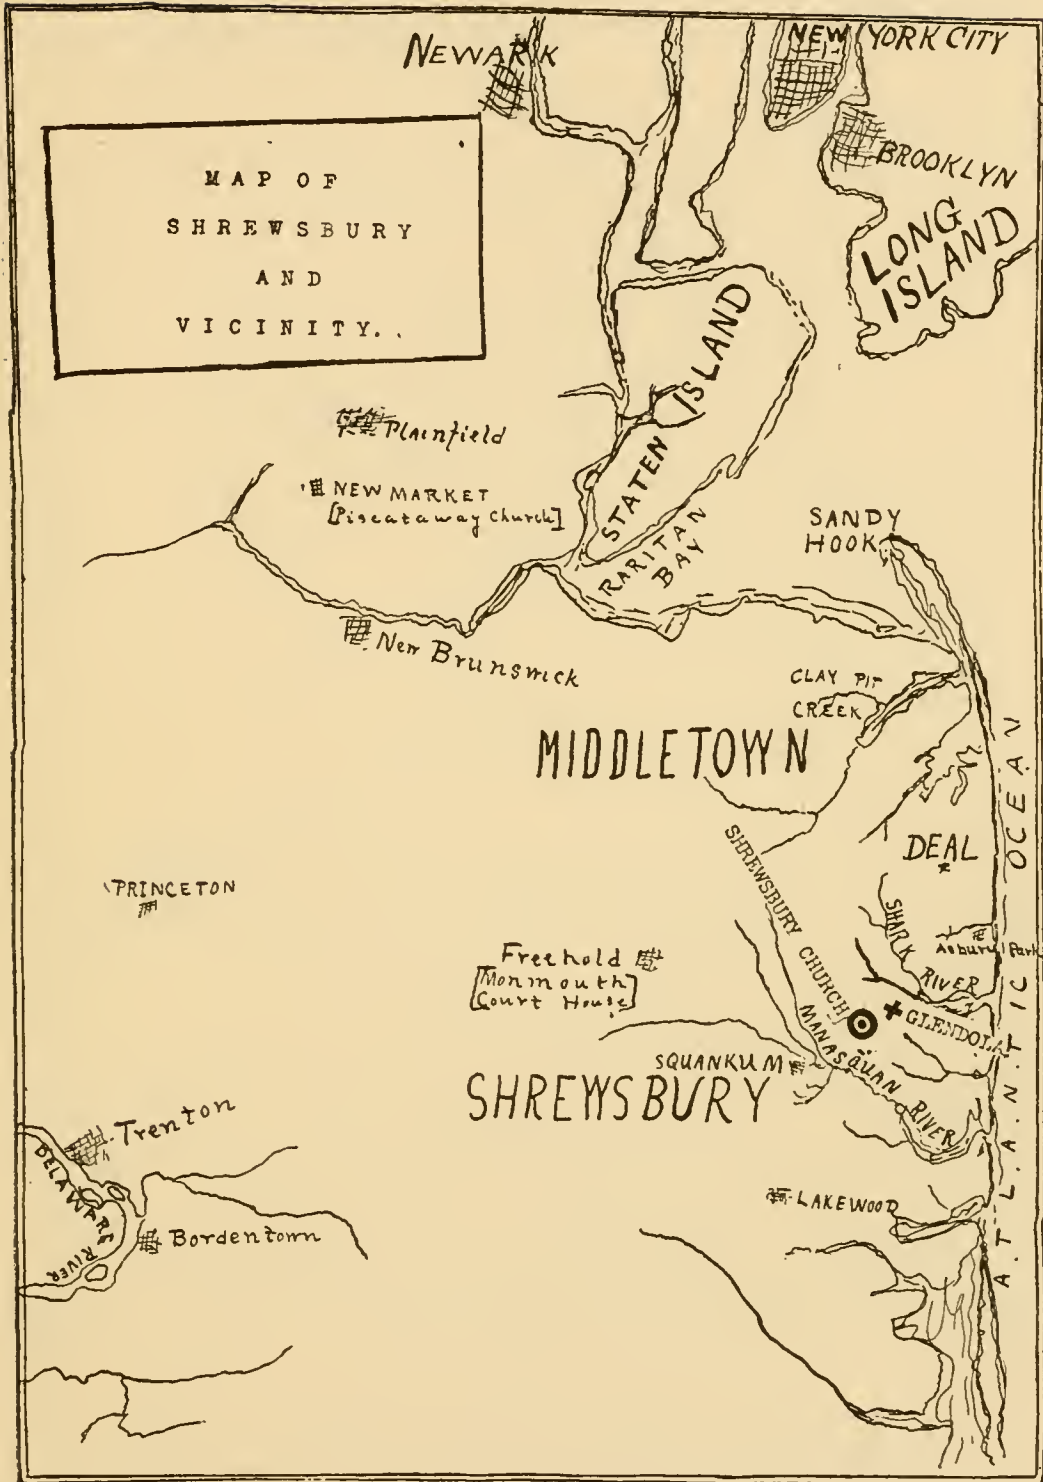 NEWARK
NEW YORK CITY
BROOKLYN
LONG
ISLAND
MAP OF
SHREWSBURY
AND
VICINITY..
STATEN ISLAND
Plainfield
NEW MARKET
[Piscataway Church]
RARITAN
BAY
SANDY
HOOK
New Brunswick
CLAY PIT
CREEK
MIDDLETOWN
ATLANTIC OCEAN
DEAL
SHREWSBURY CHURCH
PRINCETON
SHARK RIVER
Asbury Park
Freehold
[Monmouth
Court House]
GLENDOLA
MANASQUAN RIVER
SQUANKUM
SHREWSBURY
Trenton
DELAWARE RIVER
Bordentown
LAKEWOOD